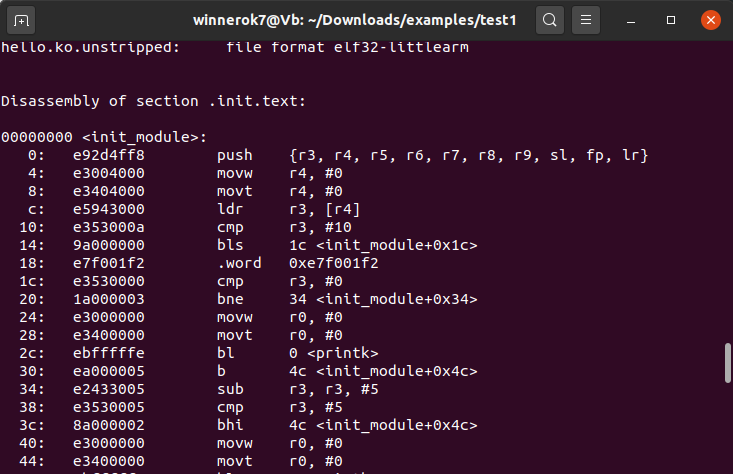 winnerok7@Vb: ~/Downloads/examples/test1
hello.ko.unstripped:     file format elf32-littlearm
Disassembly of section .init.text:
00000000 <init_module>:
   0:   e92d4ff8        push    {r3, r4, r5, r6, r7, r8, r9, sl, fp, lr}
   4:   e3004000        movw    r4, #0
   8:   e3404000        movt    r4, #0
   c:   e5943000        ldr     r3, [r4]
  10:   e353000a        cmp     r3, #10
  14:   9a000000        bls     1c <init_module+0x1c>
  18:   e7f001f2        .word   0xe7f001f2
  1c:   e3530000        cmp     r3, #0
  20:   1a000003        bne     34 <init_module+0x34>
  24:   e3000000        movw    r0, #0
  28:   e3400000        movt    r0, #0
  2c:   ebfffffe        bl      0 <printk>
  30:   ea000005        b       4c <init_module+0x4c>
  34:   e2433005        sub     r3, r3, #5
  38:   e3530005        cmp     r3, #5
  3c:   8a000002        bhi     4c <init_module+0x4c>
  40:   e3000000        movw    r0, #0
  44:   e3400000        movt    r0, #0